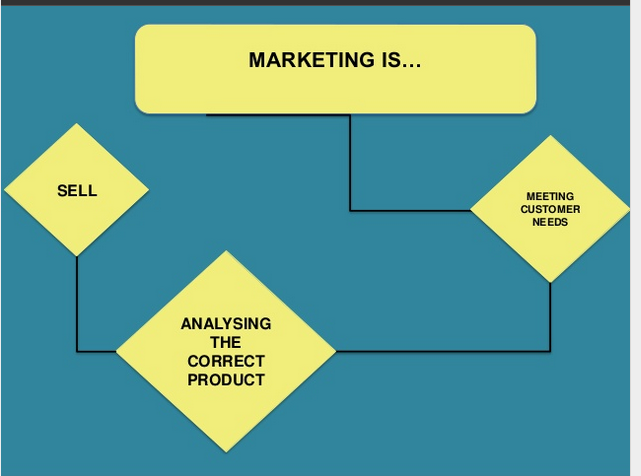 MARKETING IS...
SELL
MEETING
CUSTOMER
NEEDS
ANALYSING
THE
CORRECT
PRODUCT